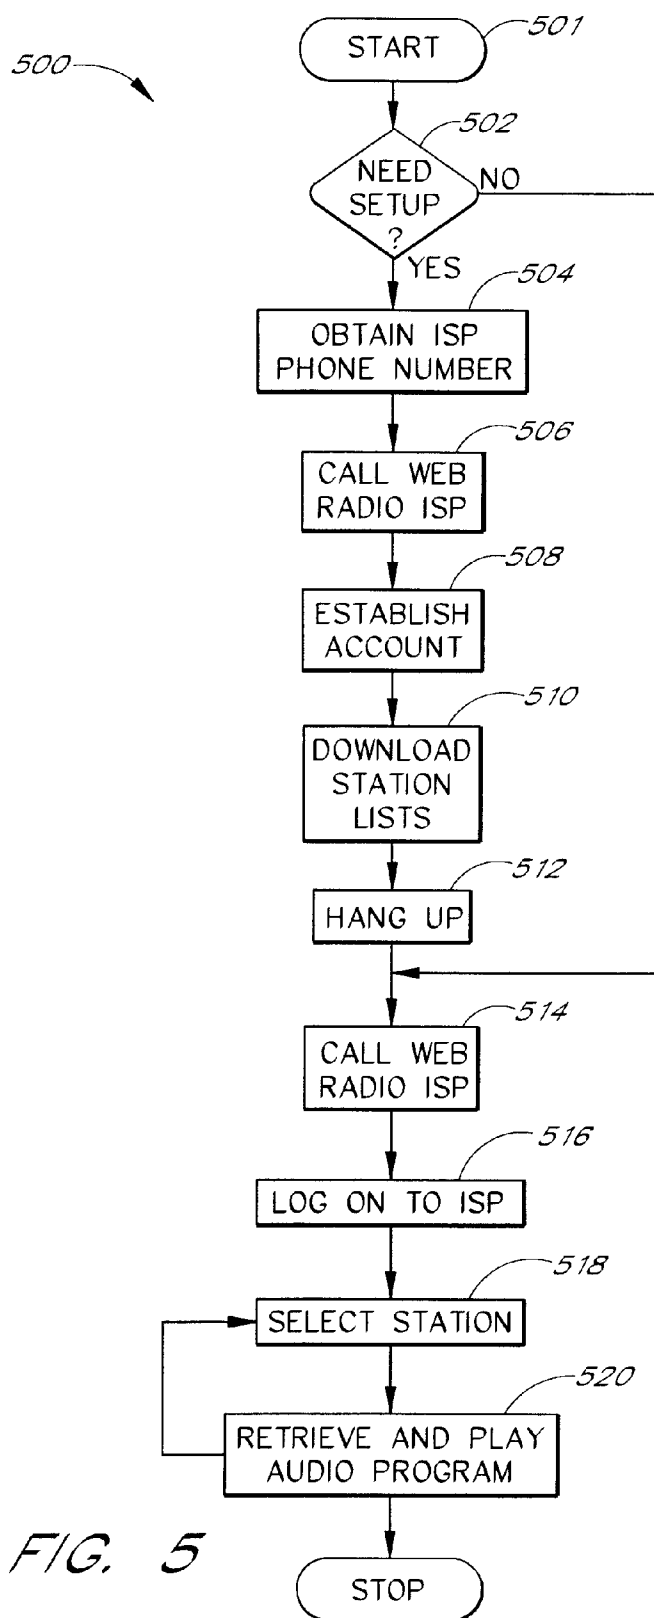 START
501
500
502
NEED
SETUP
?
NO
YES
504
OBTAIN ISP
PHONE NUMBER
506
CALL WEB
RADIO ISP
508
ESTABLISH
ACCOUNT
510
DOWNLOAD
STATION
LISTS
512
HANG UP
514
CALL WEB
RADIO ISP
516
LOG ON TO ISP
518
SELECT STATION
520
RETRIEVE AND PLAY
AUDIO PROGRAM
FIG. 5
STOP